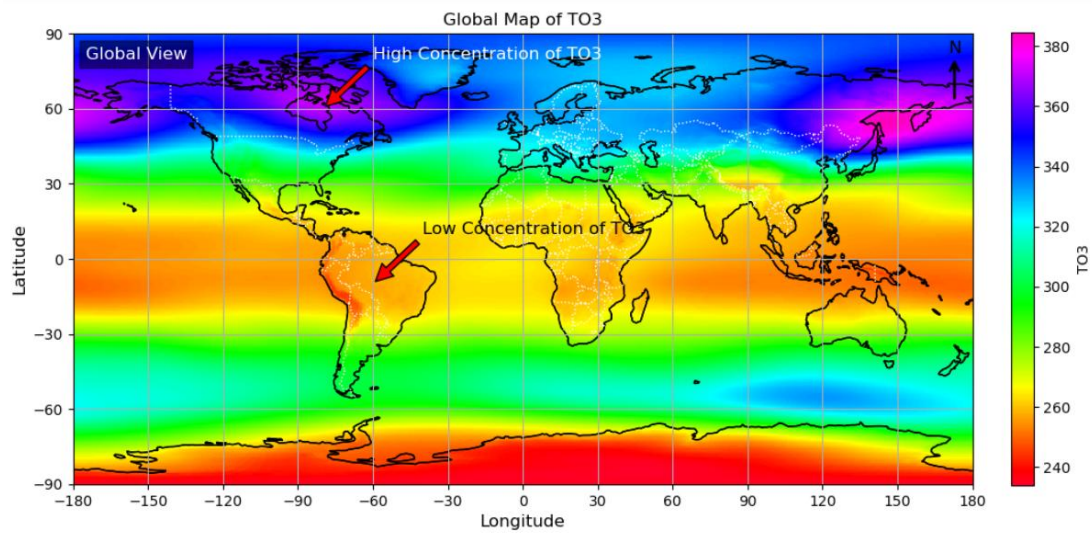 Global Map of TO3
Global View
High Concentration of TO3
N
Low Concentration of TO3
Latitude
90
60
30
0
−30
−60
−90
−180 −150 −120 −90 −60 −30 0 30 60 90 120 150 180
Longitude
380
360
340
320
300
280
260
240
TO3